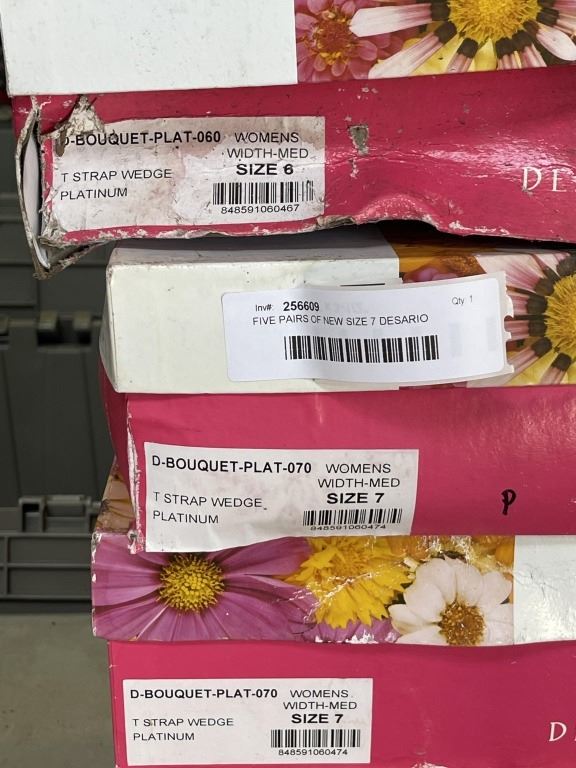 D-BOUQUET-PLAT-060 WOMENS
WIDTH-MED
T STRAP WEDGE SIZE 6
PLATINUM
848591060467
Inv#: 256609 Qty 1
FIVE PAIRS OF NEW SIZE 7 DESARIO
D-BOUQUET-PLAT-070 WOMENS
WIDTH-MED
T STRAP WEDGE SIZE 7
PLATINUM
848591060474
P
D-BOUQUET-PLAT-070 WOMENS
WIDTH-MED
T STRAP WEDGE SIZE 7
PLATINUM
848591060474